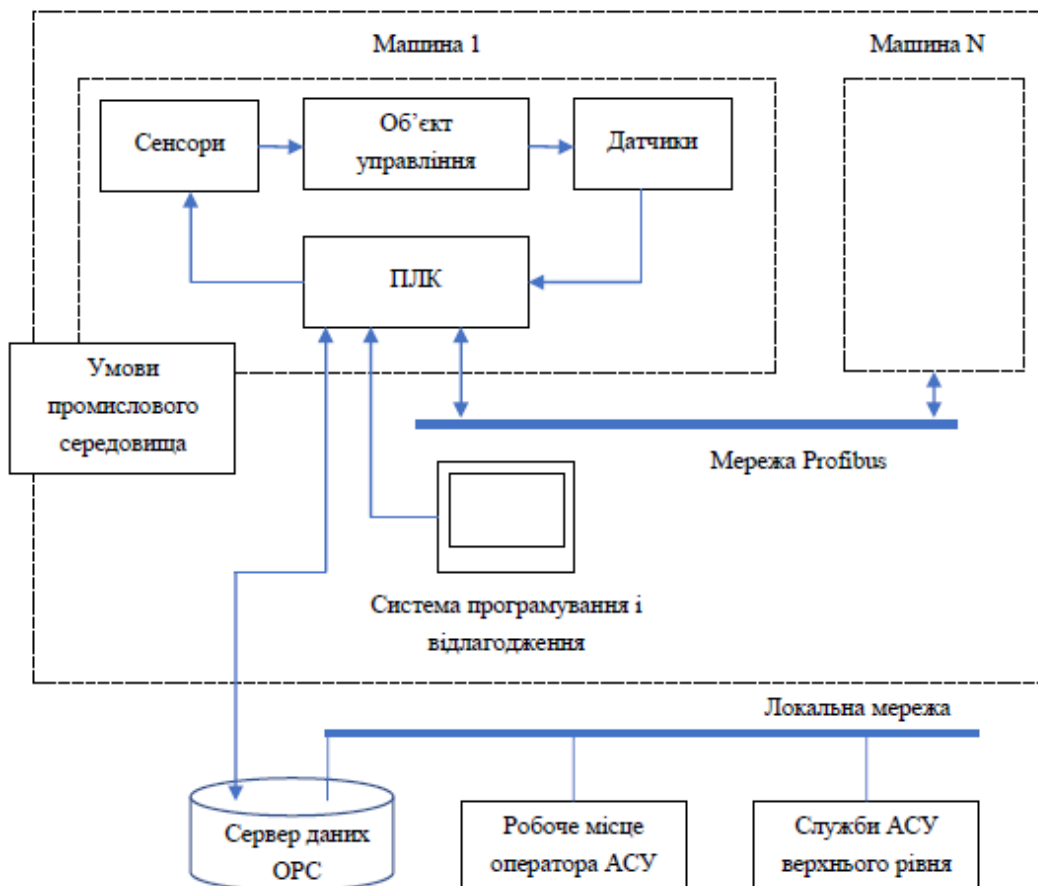 Машина 1
Машина N
Сенсори
Об’єкт
управління
Датчики
ПЛК
Умови
промислового
середовища
Мережа Profibus
Система програмування і
відлагодження
Локальна мережа
Сервер даних
ОРС
Робоче місце
оператора АСУ
Служби АСУ
верхнього рівня